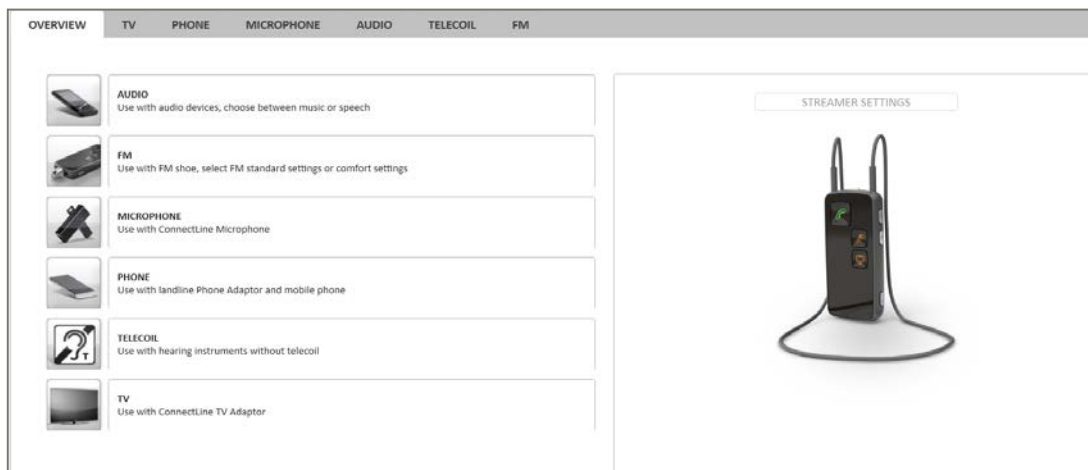 OVERVIEW TV PHONE MICROPHONE AUDIO TELECOIL FM
AUDIO
Use with audio devices, choose between music or speech
FM
Use with FM shoe, select FM standard settings or comfort settings
MICROPHONE
Use with ConnectLine Microphone
PHONE
Use with landline Phone Adaptor and mobile phone
T
TELECOIL
Use with hearing instruments without telecoil
TV
Use with ConnectLine TV Adaptor
STREAMER SETTINGS